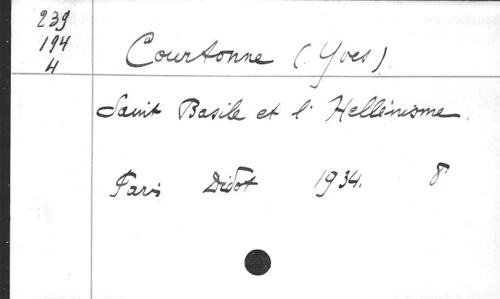 239
194
4
Courtonne (Yves)
Saint Basile et l'Hellénisme.
Paris Didot 1934. 8°